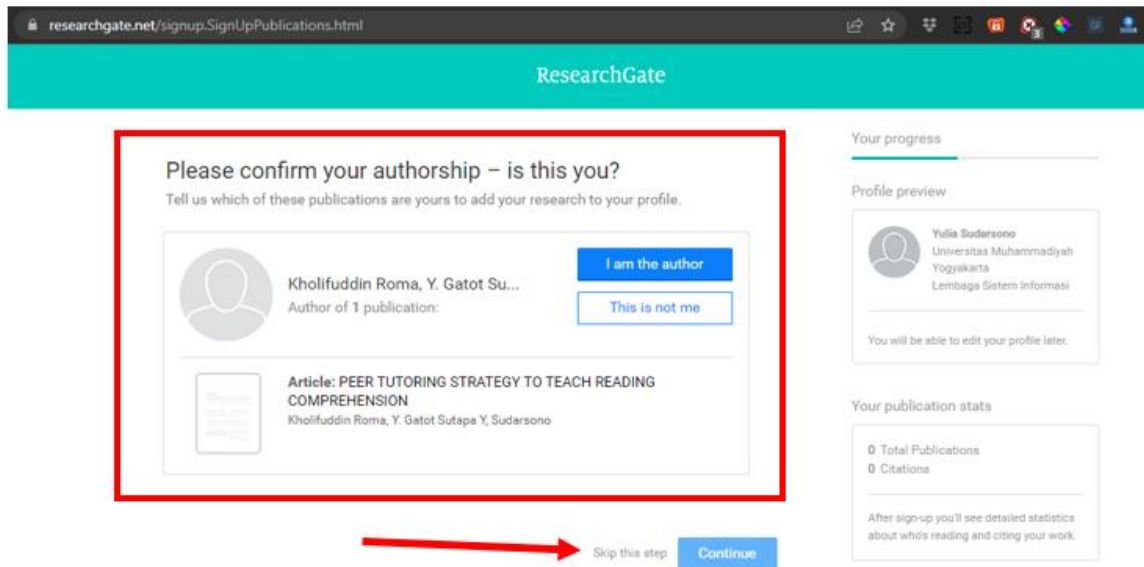 researchgate.net/signup.SignUpPublications.html
3
ResearchGate
Please confirm your authorship – is this you?
Tell us which of these publications are yours to add your research to your profile.
Kholifuddin Roma, Y. Gatot Su...
Author of 1 publication:
I am the author
This is not me
Article: PEER TUTORING STRATEGY TO TEACH READING
COMPREHENSION
Kholifuddin Roma, Y. Gatot Sutapa Y, Sudarsono
Skip this step
Continue
Your progress
Profile preview
Yulia Sudarsono
Universitas Muhammadiyah
Yogyakarta
Lembaga Sistem Informasi
You will be able to edit your profile later.
Your publication stats
0 Total Publications
0 Citations
After sign-up you'll see detailed statistics
about who's reading and citing your work.